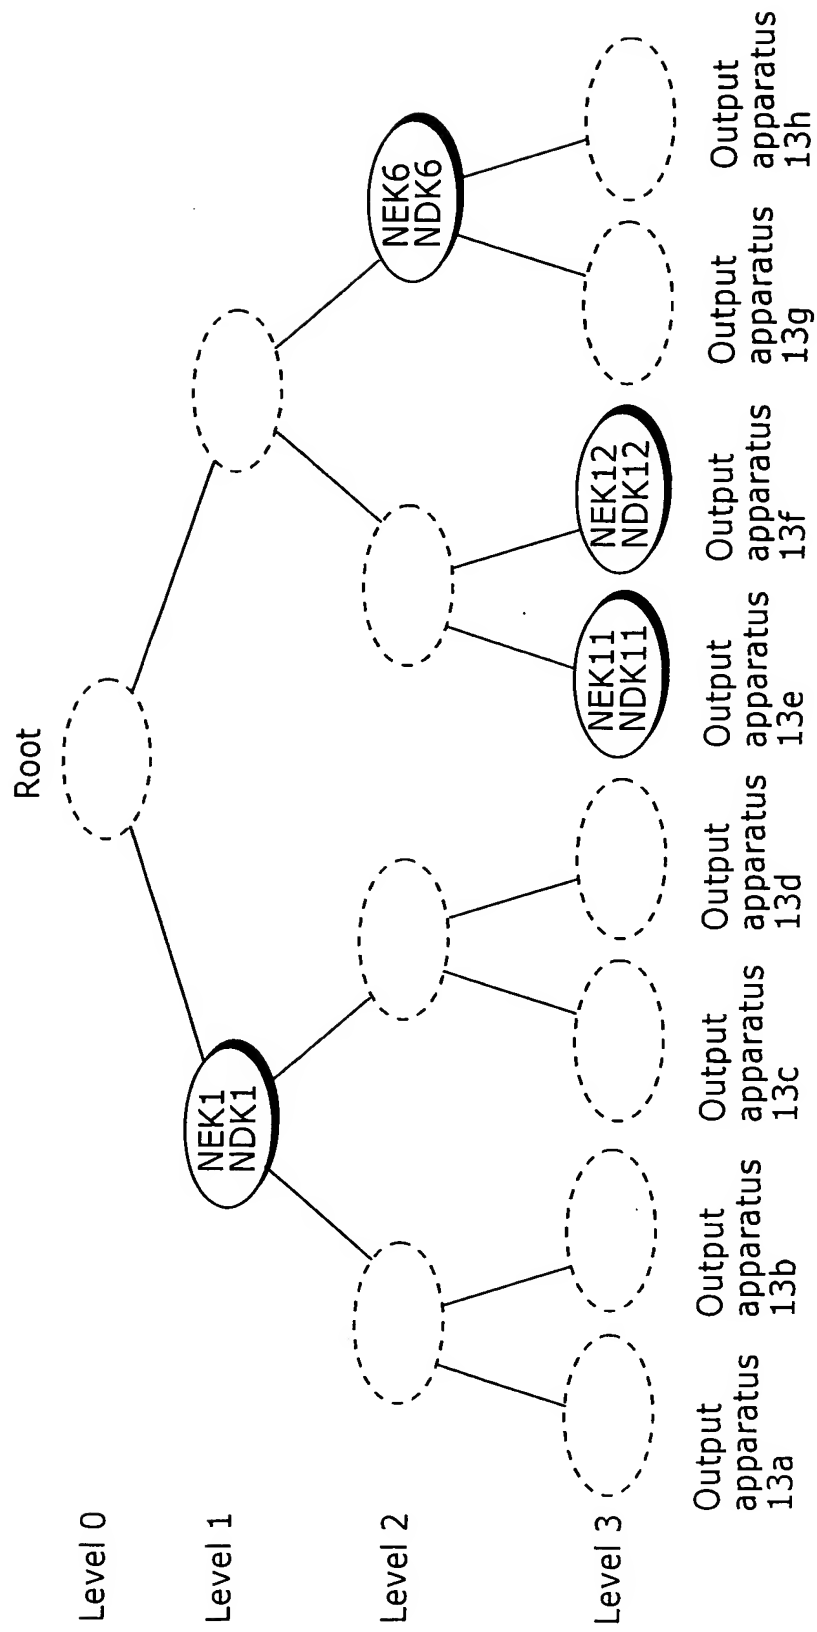 Root
Level 0
Level 1
NEK1
NDK1
Level 2
NEK6
NDK6
Level 3
NEK11
NDK11
NEK12
NDK12
Output
apparatus
13a
Output
apparatus
13b
Output
apparatus
13c
Output
apparatus
13d
Output
apparatus
13e
Output
apparatus
13f
Output
apparatus
13g
Output
apparatus
13h